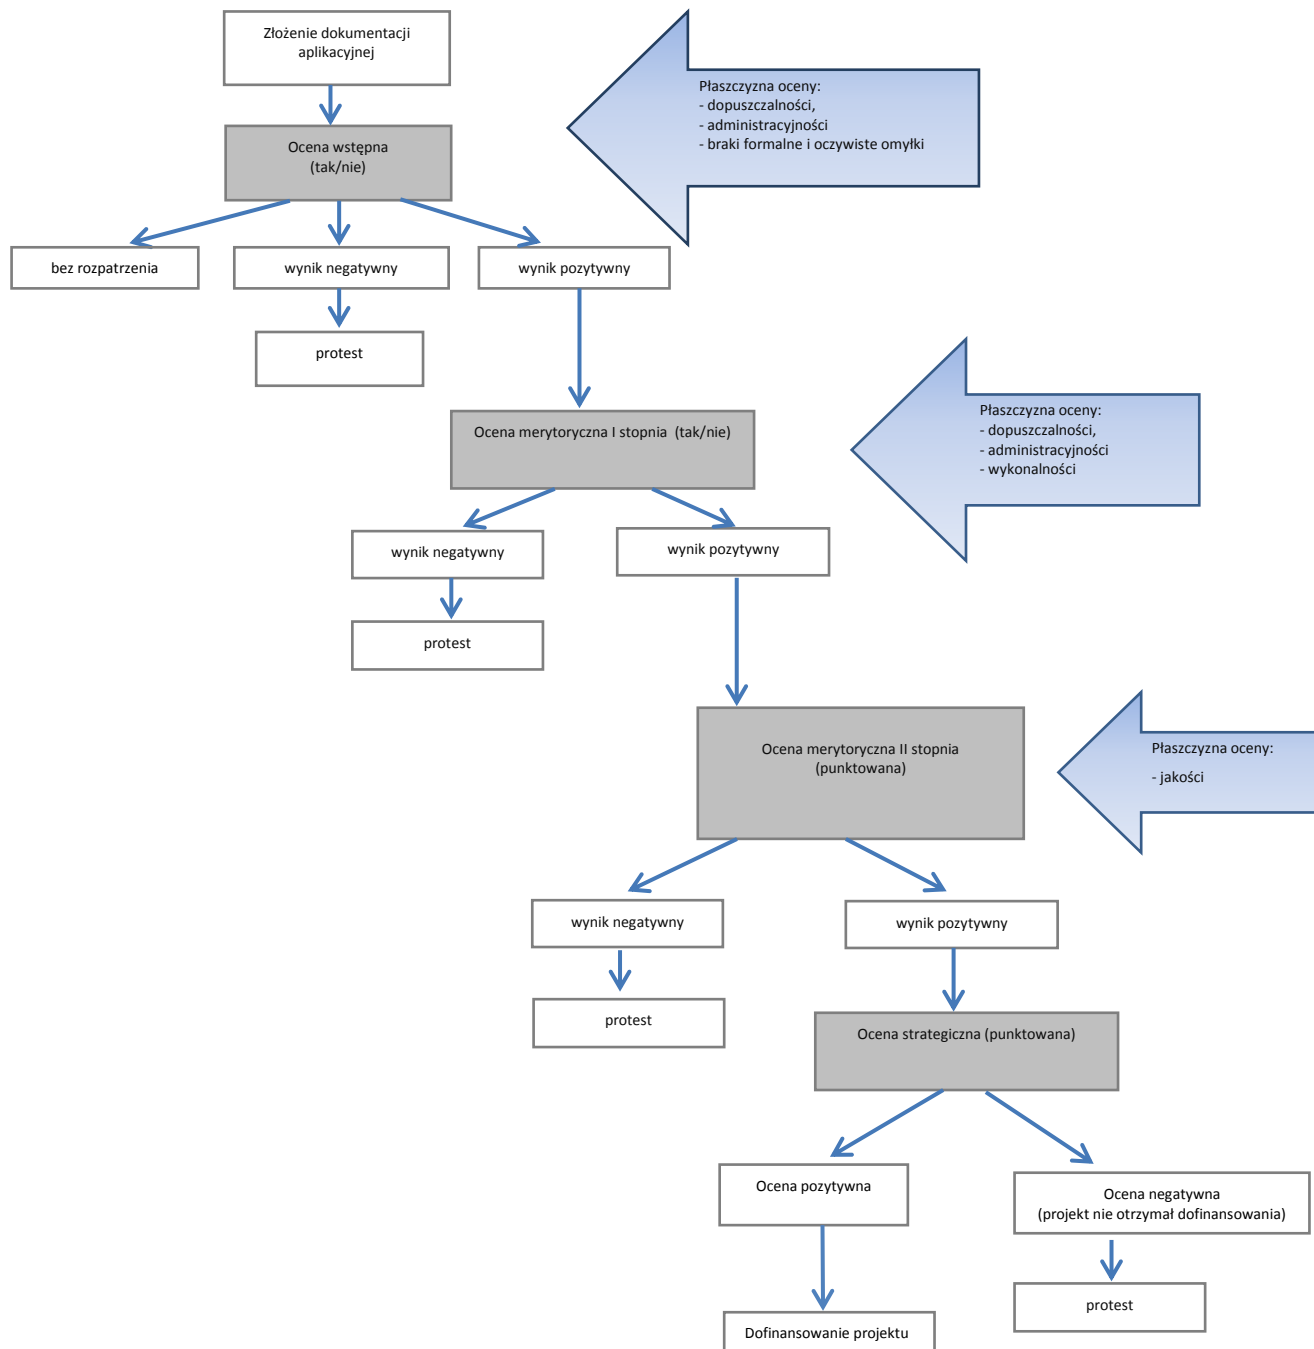 Złożenie dokumentacji
aplikacyjnej
Płaszczyzna oceny:
- dopuszczalności,
- administracyjności
- braki formalne i oczywiste omyłki
Ocena wstępna
(tak/nie)
bez rozpatrzenia
wynik negatywny
wynik pozytywny
protest
Płaszczyzna oceny:
- dopuszczalności,
- administracyjności
- wykonalności
Ocena merytoryczna I stopnia (tak/nie)
wynik negatywny
wynik pozytywny
protest
Ocena merytoryczna II stopnia
(punktowana)
Płaszczyzna oceny:
- jakości
wynik negatywny
wynik pozytywny
protest
Ocena strategiczna (punktowana)
Ocena pozytywna
Ocena negatywna
(projekt nie otrzymał dofinansowania)
protest
Dofinansowanie projektu